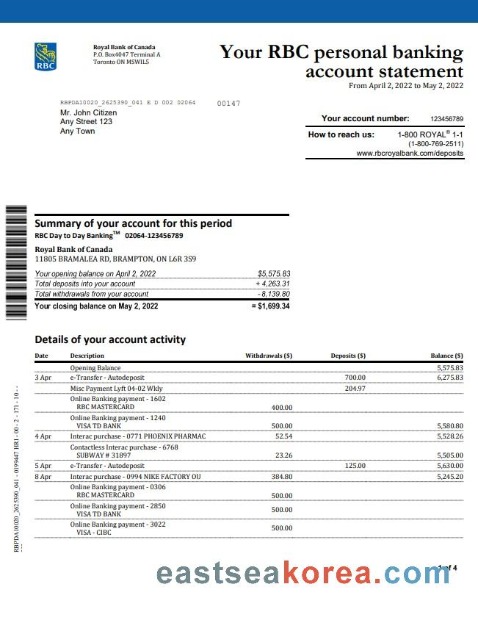 RBC
Royal Bank of Canada
P.O. Box4047 Terminal A
Toronto ON MSWILS
Your RBC personal banking
account statement
From April 2, 2022 to May 2, 2022
RBPDA10020_2625390_041 E D 002 02064 00147
Mr. John Citizen
Any Street 123
Any Town
Your account number: 123456789
How to reach us: 1-800 ROYAL® 1-1
(1-800-769-2511)
www.rbcroyalbank.com/deposits
Summary of your account for this period
RBC Day to Day Banking™ 02064-123456789
Royal Bank of Canada
11805 BRAMALEA RD, BRAMPTON, ON L6R 3S9
Your opening balance on April 2, 2022 $5,575.83
Total deposits into your account + 4,263.31
Total withdrawals from your account - 8,139.80
Your closing balance on May 2, 2022 = $1,699.34
Details of your account activity
Date Description Withdrawals ($) Deposits ($) Balance ($)
Opening Balance 5,575.83
3 Apr e-Transfer - Autodeposit 700.00 6,275.83
Misc Payment Lyft 04-02 Wkly 204.97
Online Banking payment - 1602
RBC MASTERCARD 400.00
Online Banking payment - 1240
VISA TD BANK 500.00 5,580.80
4 Apr Interac purchase - 0771 PHOENIX PHARMAC 52.54 5,528.26
Contactless Interac purchase - 6768
SUBWAY # 31897 23.26 5,505.00
5 Apr e-Transfer - Autodeposit 125.00 5,630.00
8 Apr Interac purchase - 0994 NIKE FACTORY OU 384.80 5,245.20
Online Banking payment - 0306
RBC MASTERCARD 500.00
Online Banking payment - 2850
VISA TD BANK 500.00
Online Banking payment - 3022
VISA - CIBC 500.00
of 4
eastseakorea.com